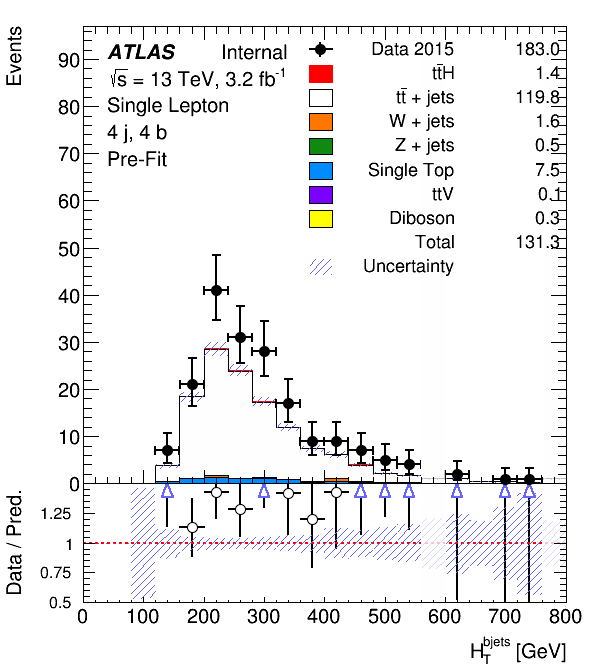 Events
ATLAS Internal
√s = 13 TeV, 3.2 fb-1
Single Lepton
4 j, 4 b
Pre-Fit
Data 2015 183.0
tt̄H 1.4
tt̄ + jets 119.8
W + jets 1.6
Z + jets 0.5
Single Top 7.5
ttV 0.1
Diboson 0.3
Total 131.3
Uncertainty
90
80
70
60
50
40
30
20
10
0
Data / Pred.
1.25
1
0.75
0.5
0 100 200 300 400 500 600 700 800
H_T^bjets [GeV]